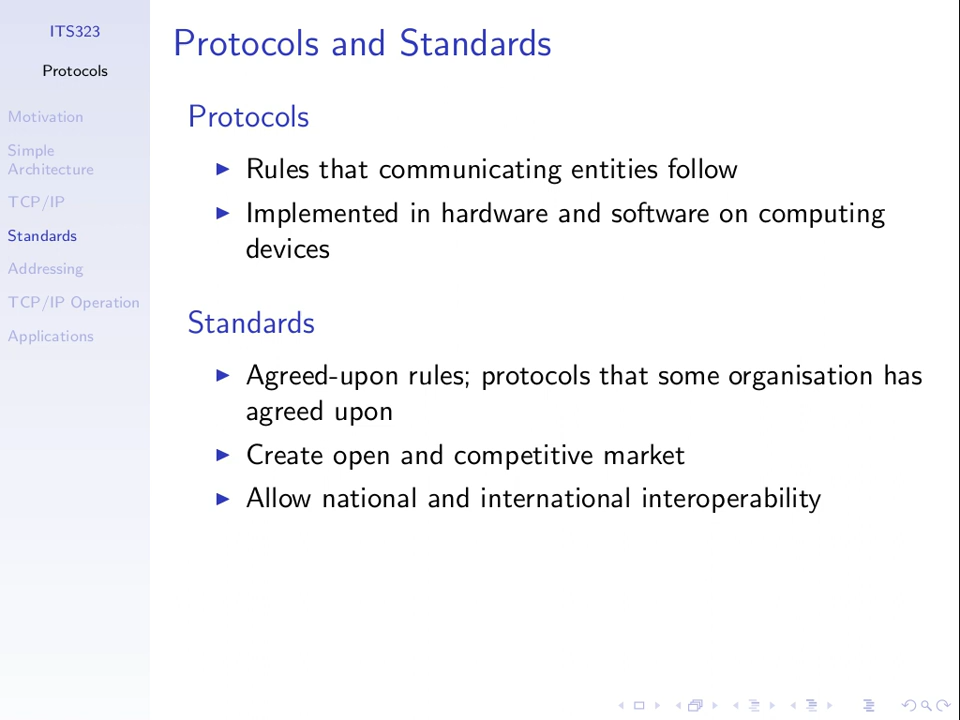 ITS323
Protocols
Motivation
Simple
Architecture
TCP/IP
Standards
Addressing
TCP/IP Operation
Applications
Protocols and Standards
Protocols
Rules that communicating entities follow
Implemented in hardware and software on computing
devices
Standards
Agreed-upon rules; protocols that some organisation has
agreed upon
Create open and competitive market
Allow national and international interoperability